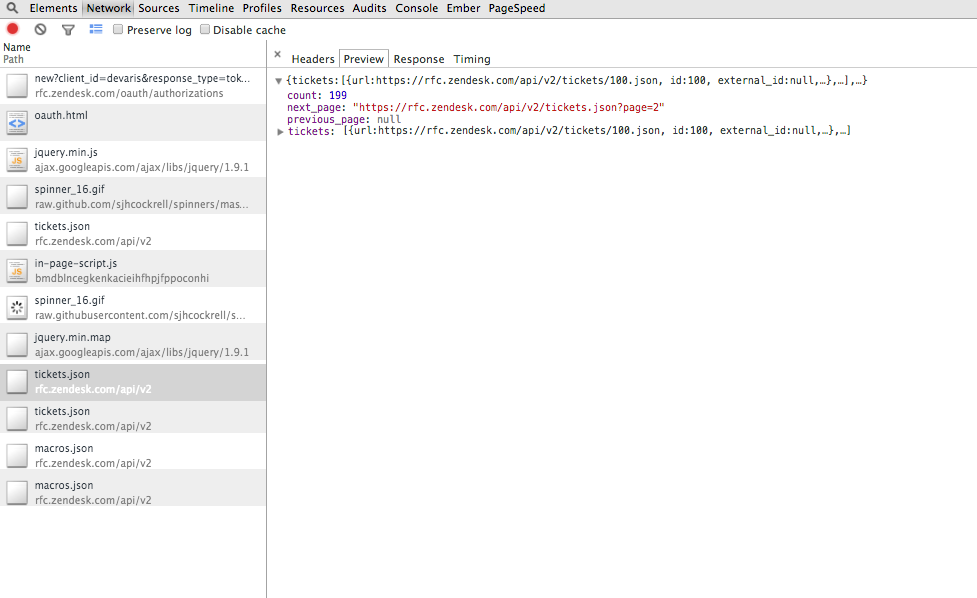 Elements Network Sources Timeline Profiles Resources Audits Console Ember PageSpeed
Preserve log Disable cache
Name
Path
× Headers Preview Response Timing
new?client_id=devaris&response_type=tok...
rfc.zendesk.com/oauth/authorizations
oauth.html
jquery.min.js
ajax.googleapis.com/ajax/libs/jquery/1.9.1
spinner_16.gif
raw.github.com/sjhcockrell/spinners/mas...
tickets.json
rfc.zendesk.com/api/v2
in-page-script.js
bmdblncegkenkacieihfhpjfppoconhi
spinner_16.gif
raw.githubusercontent.com/sjhcockrell/s...
jquery.min.map
ajax.googleapis.com/ajax/libs/jquery/1.9.1
tickets.json
rfc.zendesk.com/api/v2
tickets.json
rfc.zendesk.com/api/v2
macros.json
rfc.zendesk.com/api/v2
macros.json
rfc.zendesk.com/api/v2
{tickets:[{url:https://rfc.zendesk.com/api/v2/tickets/100.json, id:100, external_id:null,…},…],…}
count: 199
next_page: "https://rfc.zendesk.com/api/v2/tickets.json?page=2"
previous_page: null
tickets: [{url:https://rfc.zendesk.com/api/v2/tickets/100.json, id:100, external_id:null,…},…]